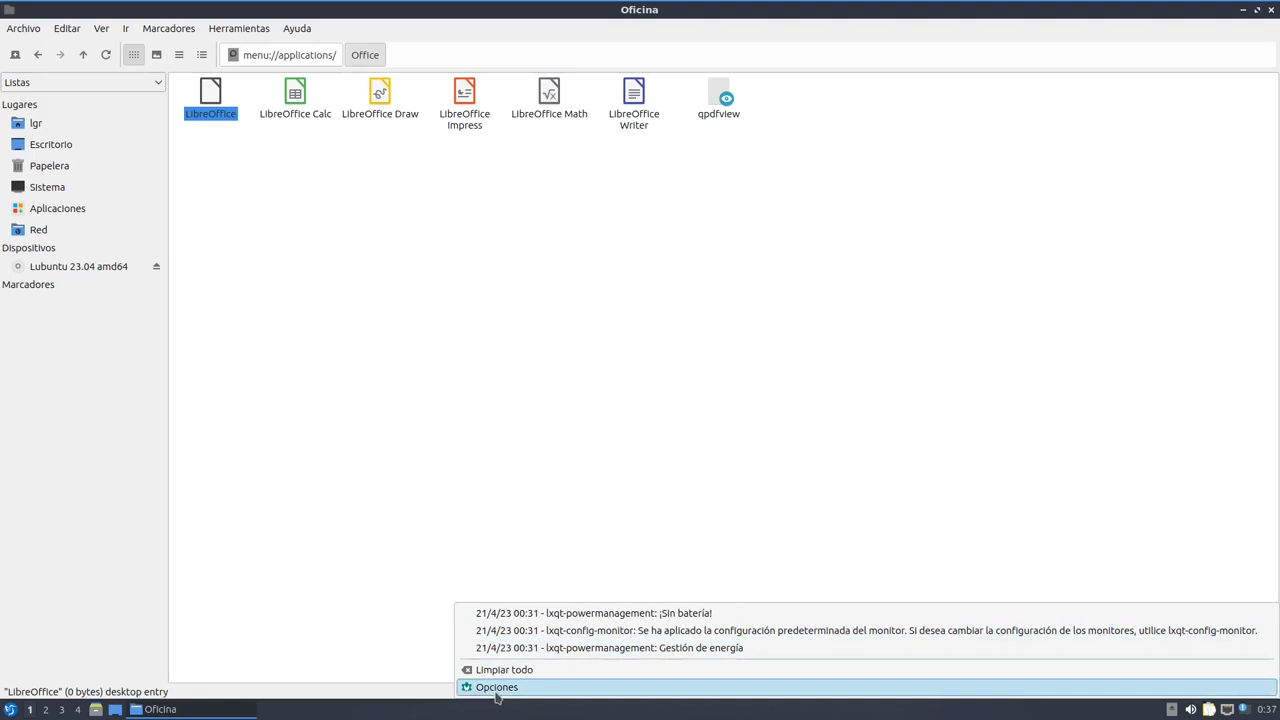 Oficina
Archivo Editar Ver Ir Marcadores Herramientas Ayuda
menu://applications/ Office
Listas
Lugares
lgr
Escritorio
Papelera
Sistema
Aplicaciones
Red
Dispositivos
Lubuntu 23.04 amd64
Marcadores
LibreOffice
LibreOffice Calc
LibreOffice Draw
LibreOffice
Impress
LibreOffice Math
LibreOffice
Writer
qpdfview
21/4/23 00:31 - lxqt-powermanagement: ¡Sin batería!
21/4/23 00:31 - lxqt-config-monitor: Se ha aplicado la configuración predeterminada del monitor. Si desea cambiar la configuración de los monitores, utilice lxqt-config-monitor.
21/4/23 00:31 - lxqt-powermanagement: Gestión de energía
Limpiar todo
Opciones
"LibreOffice" (0 bytes) desktop entry
1 2 3 4 Oficina 0:37